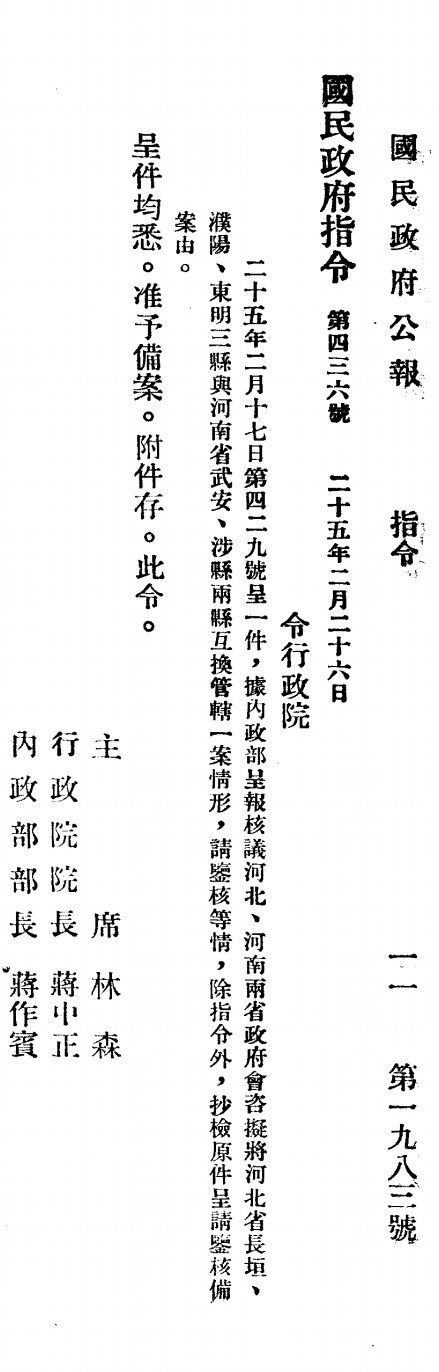 國民政府公報　指令　一一　第一九八三號
國民政府指令　第四三六號　二十五年二月二十六日
令行政院
二十五年二月十七日第四二九號呈一件，據內政部呈報核議河北、河南兩省政府會咨擬將河北省長垣、
濮陽、東明三縣與河南省武安、涉縣兩縣互換管轄一案情形，請鑒核等情，除指令外，抄檢原件呈請鑒核備
案由。
呈件均悉。准予備案。附件存。此令。
主席　林森
行政院院長　蔣中正
內政部部長　蔣作賓